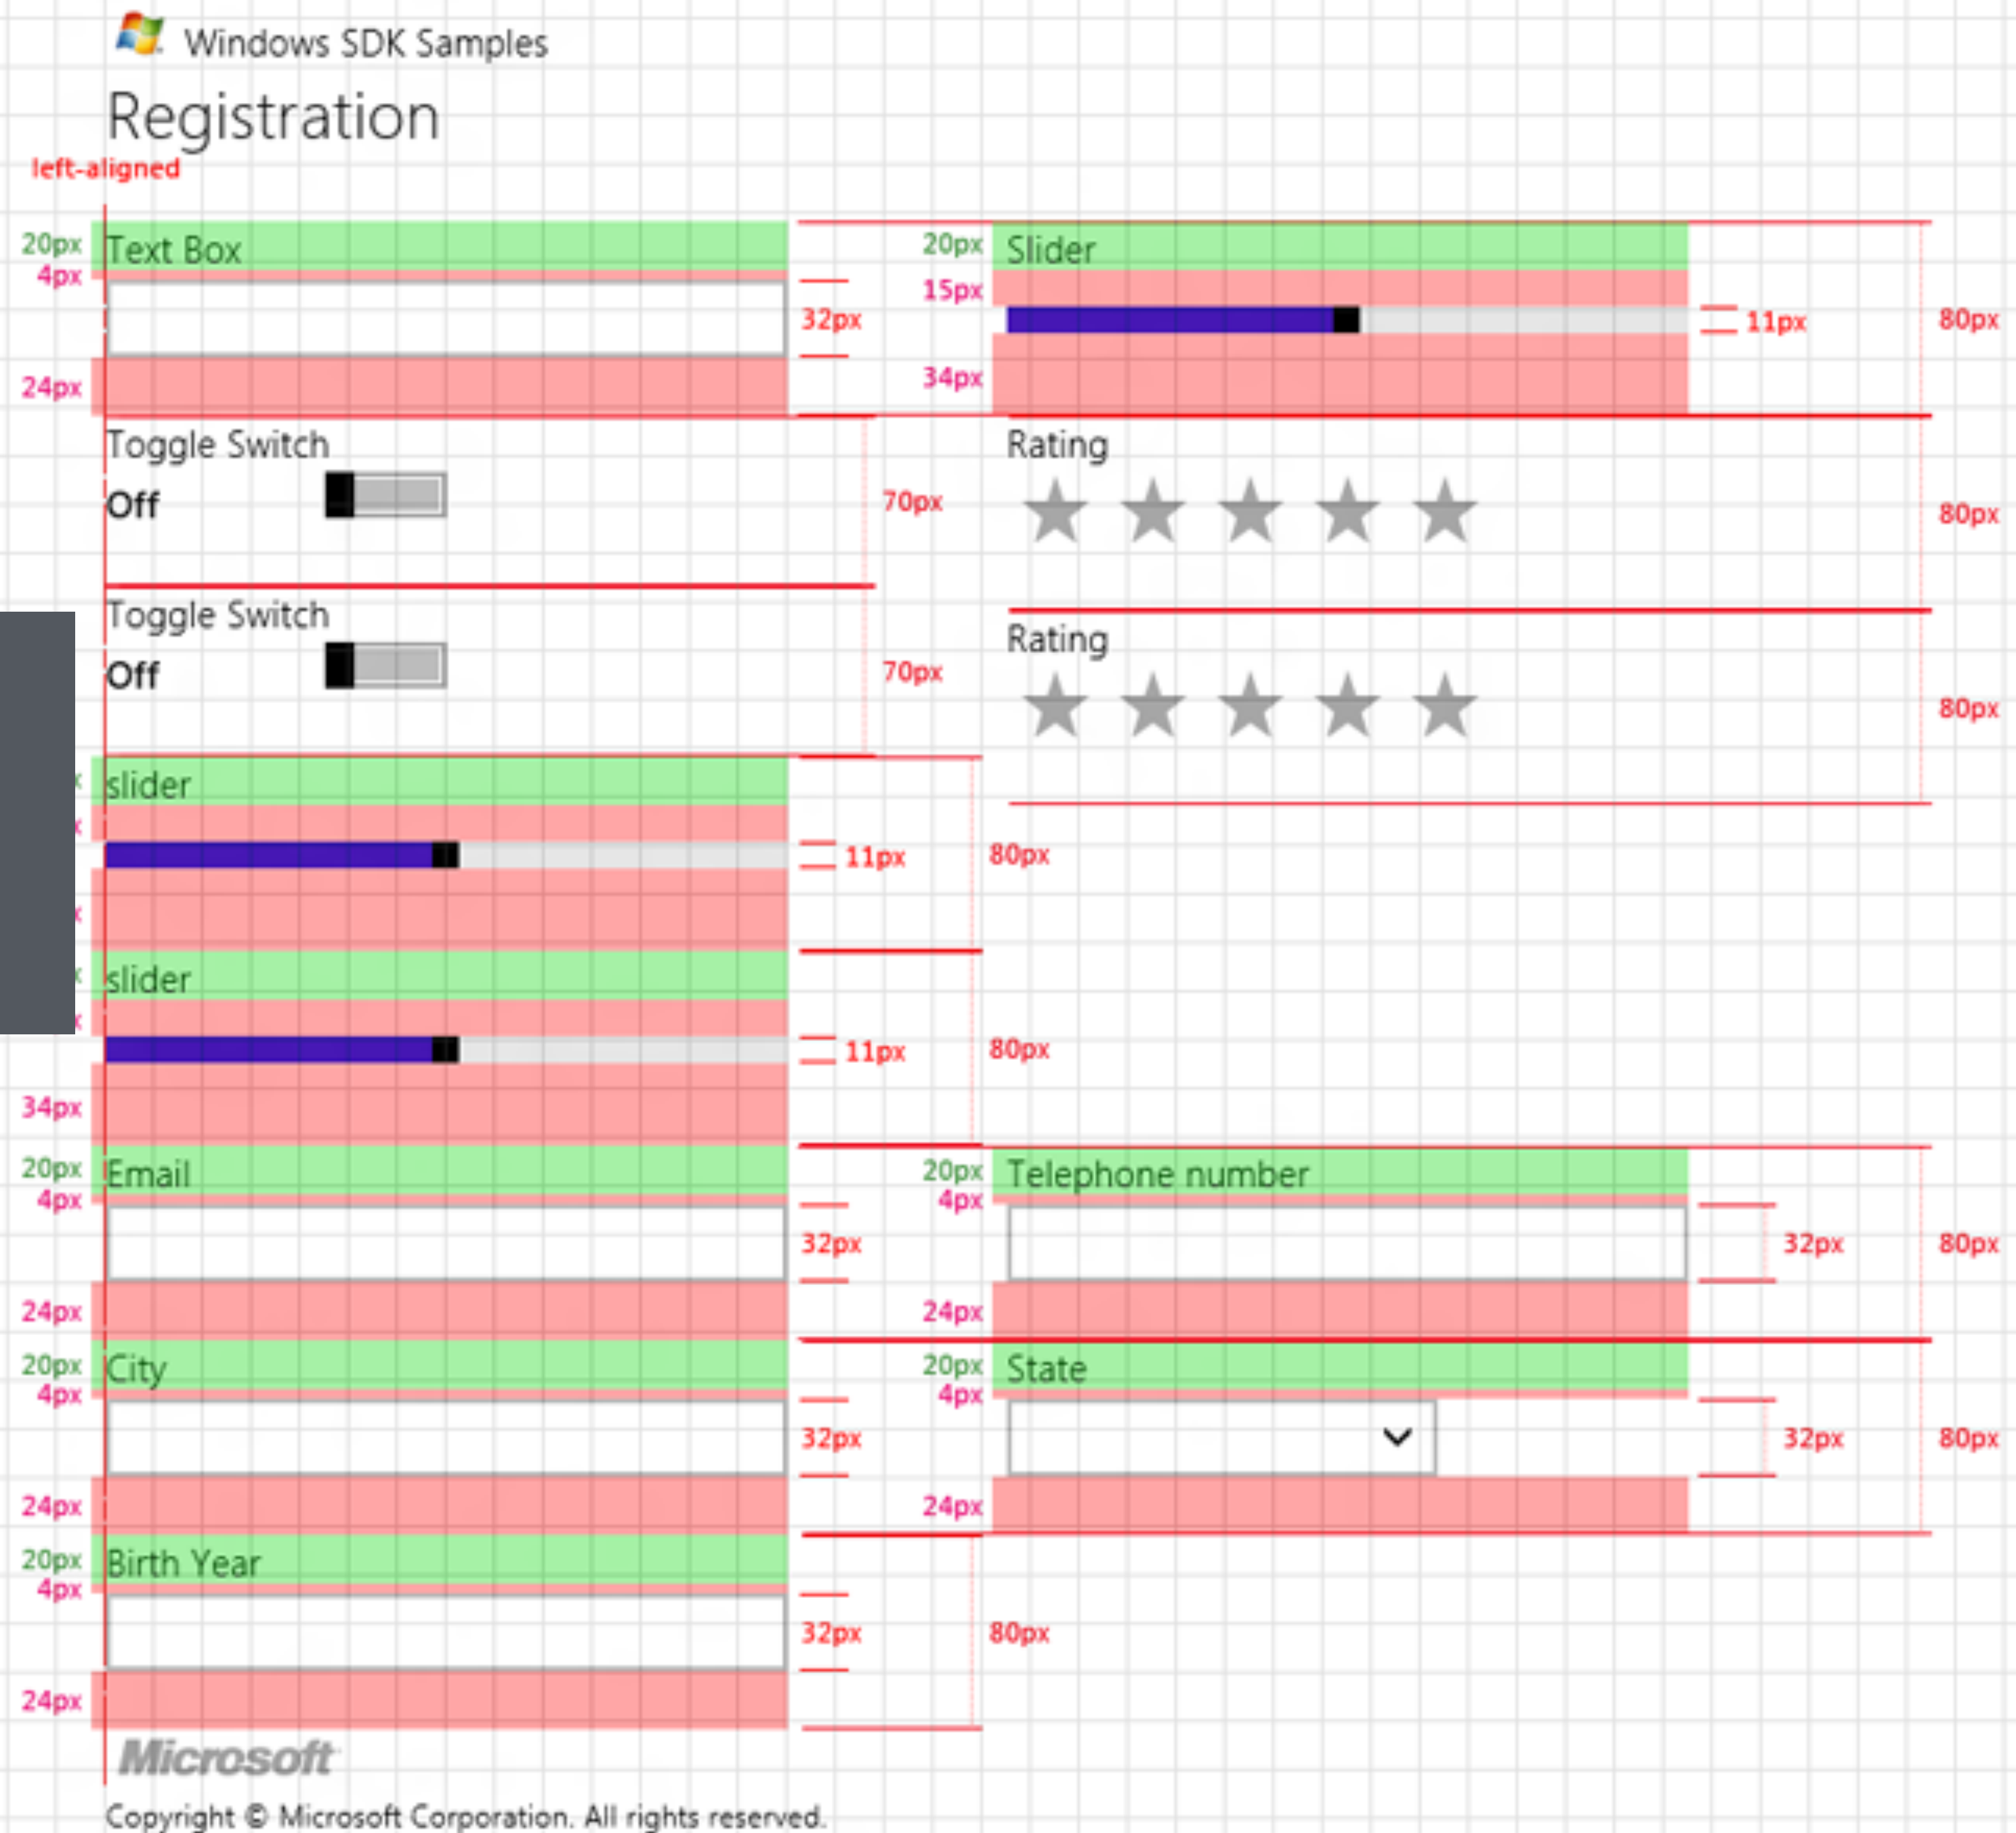 Windows SDK Samples
Registration
left-aligned
20px Text Box 20px Slider
4px 32px 15px 11px 80px
24px 34px
Toggle Switch Rating
Off 70px 80px
Toggle Switch Rating
Off 70px 80px
slider
11px 80px
slider
11px 80px
34px
20px Email 20px Telephone number
4px 4px
32px 32px 80px
24px 24px
20px City 20px State
4px 4px
32px 32px 80px
24px 24px
20px Birth Year
4px
32px 80px
24px
Microsoft
Copyright © Microsoft Corporation. All rights reserved.